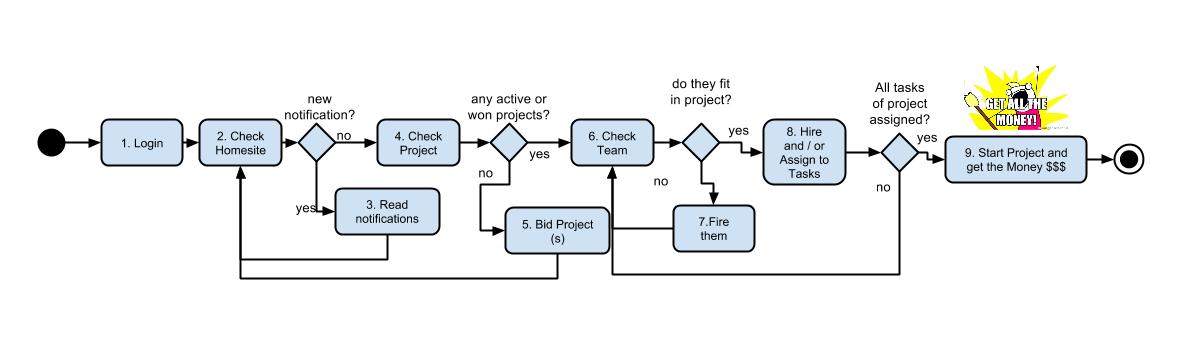 new
notification?
any active or
won projects?
do they fit
in project?
All tasks
of project
assigned?
GET ALL THE
MONEY!
1. Login
2. Check
Homesite
no
4. Check
Project
yes
6. Check
Team
yes
8. Hire
and / or
Assign to
Tasks
yes
9. Start Project and
get the Money $$$
yes
3. Read
notifications
no
5. Bid Project
(s)
no
7.Fire
them
no